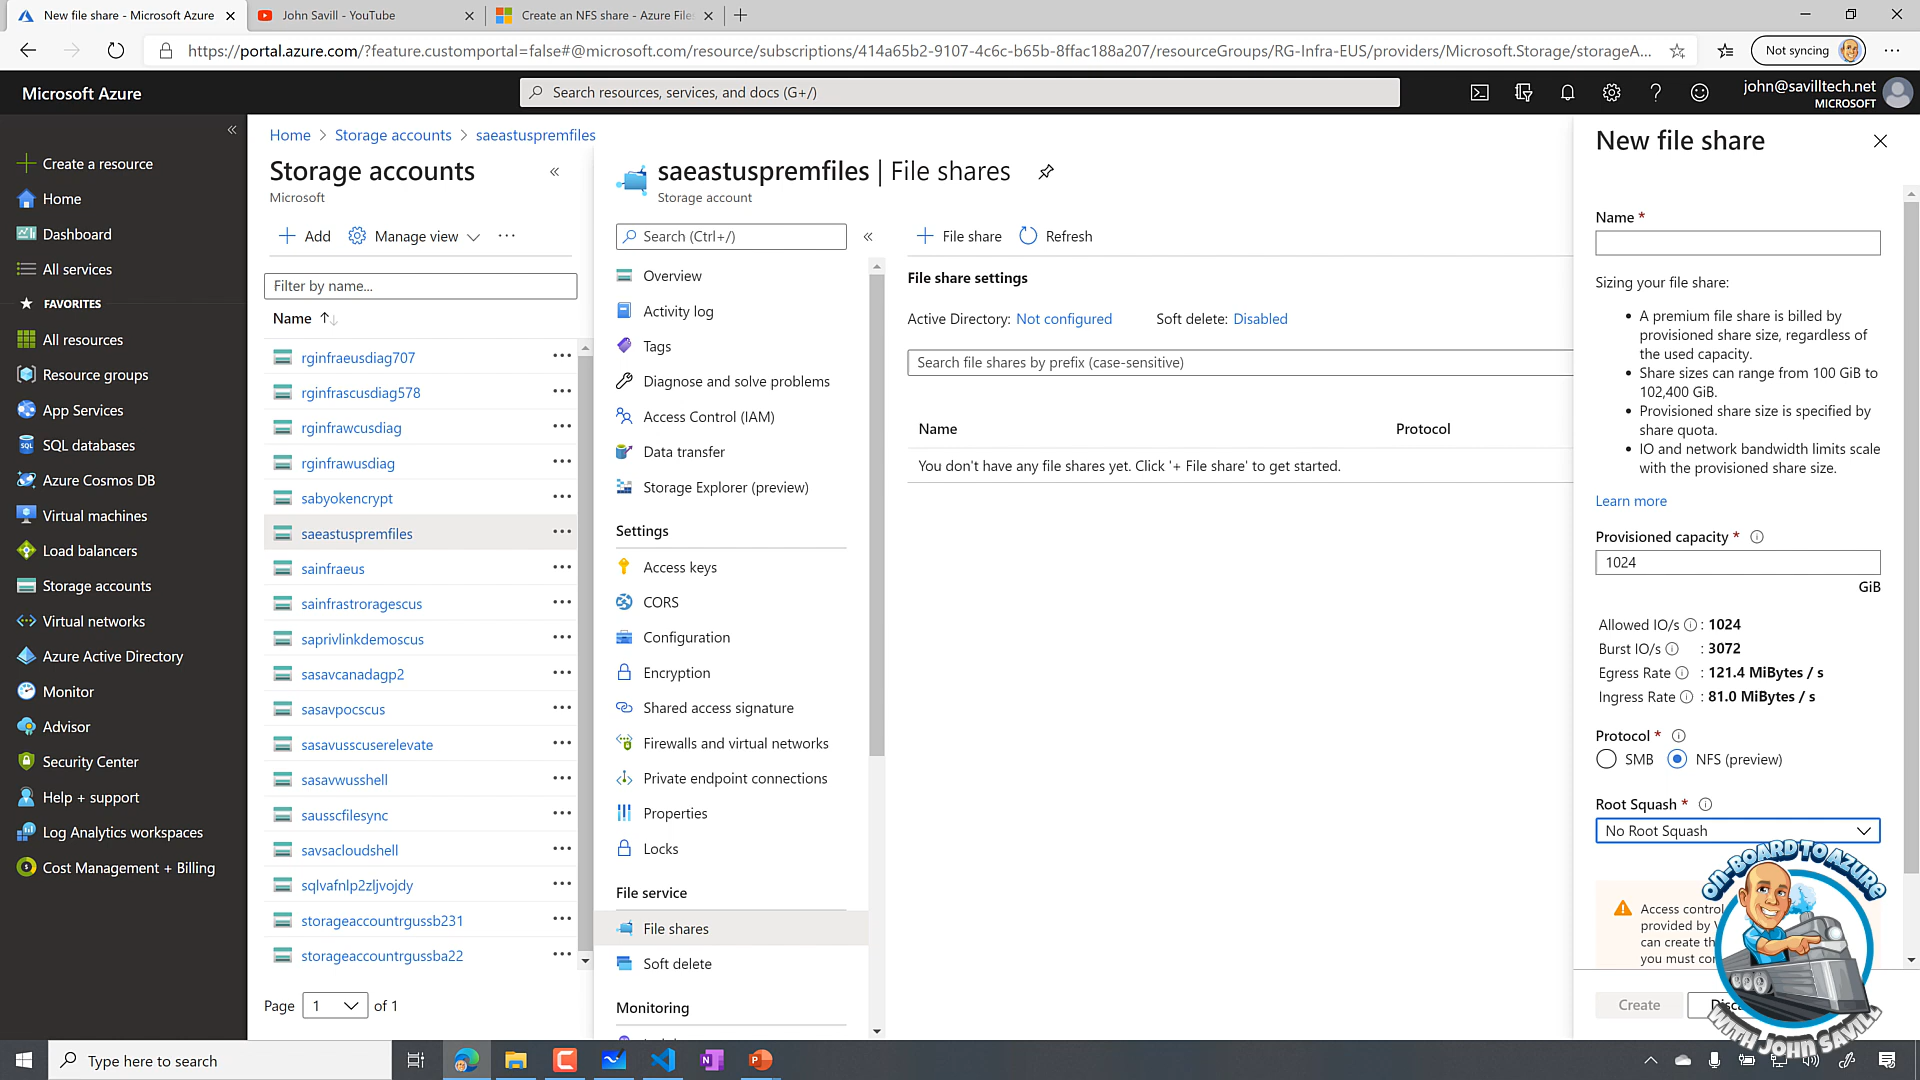 New file share - Microsoft Azure
John Savill - YouTube
Create an NFS share - Azure File
https://portal.azure.com/?feature.customportal=false#@microsoft.com/resource/subscriptions/414a65b2-9107-4c6c-b65b-8ffac188a207/resourceGroups/RG-Infra-EUS/providers/Microsoft.Storage/storageA...
Not syncing
Microsoft Azure
Search resources, services, and docs (G+/)
john@savilltech.net
MICROSOFT
Create a resource
Home
Dashboard
All services
FAVORITES
All resources
Resource groups
App Services
SQL databases
Azure Cosmos DB
Virtual machines
Load balancers
Storage accounts
Virtual networks
Azure Active Directory
Monitor
Advisor
Security Center
Help + support
Log Analytics workspaces
Cost Management + Billing
Home > Storage accounts > saeastuspremfiles
Storage accounts
Microsoft
Add
Manage view
Filter by name...
Name
rginfraeusdiag707
rginfrascusdiag578
rginfrawcusdiag
rginfrawusdiag
sabyokencrypt
saeastuspremfiles
sainfraeus
sainfrastroragescus
saprivlinkdemoscus
sasavcanadagp2
sasavpocscus
sasavusscuserelevate
sasavwusshell
sausscfilesync
savsacloudshell
sqlvafnlp2zljvojdy
storageaccountrgussb231
storageaccountrgussba22
Page 1 of 1
saeastuspremfiles | File shares
Storage account
Search (Ctrl+/)
Overview
Activity log
Tags
Diagnose and solve problems
Access Control (IAM)
Data transfer
Storage Explorer (preview)
Settings
Access keys
CORS
Configuration
Encryption
Shared access signature
Firewalls and virtual networks
Private endpoint connections
Properties
Locks
File service
File shares
Soft delete
Monitoring
File share
Refresh
File share settings
Active Directory: Not configured
Soft delete: Disabled
Search file shares by prefix (case-sensitive)
Name
Protocol
You don't have any file shares yet. Click '+ File share' to get started.
New file share
Name *
Sizing your file share:
• A premium file share is billed by
provisioned share size, regardless of
the used capacity.
• Share sizes can range from 100 GiB to
102,400 GiB.
• Provisioned share size is specified by
share quota.
• IO and network bandwidth limits scale
with the provisioned share size.
Learn more
Provisioned capacity *
1024
GiB
Allowed IO/s : 1024
Burst IO/s : 3072
Egress Rate : 121.4 MiBytes / s
Ingress Rate : 81.0 MiBytes / s
Protocol *
SMB
NFS (preview)
Root Squash *
No Root Squash
Access control
provided by
can create
you must
Create
ON-BOARD TO AZURE
WITH JOHN SAVILL
Type here to search